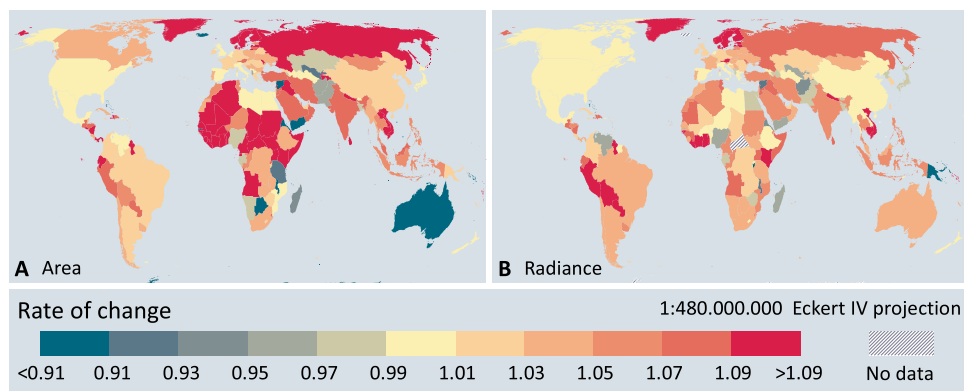 A Area
B Radiance
Rate of change
1:480.000.000 Eckert IV projection
<0.91 0.91 0.93 0.95 0.97 0.99 1.01 1.03 1.05 1.07 1.09 >1.09 No data